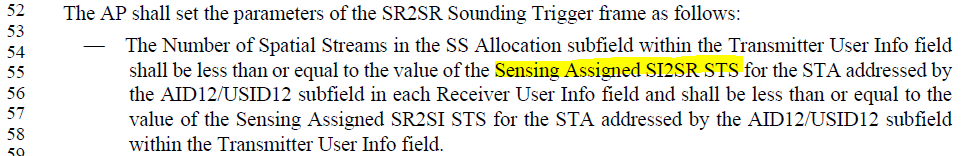 52 The AP shall set the parameters of the SR2SR Sounding Trigger frame as follows:
53
54 — The Number of Spatial Streams in the SS Allocation subfield within the Transmitter User Info field
55 shall be less than or equal to the value of the Sensing Assigned SI2SR STS for the STA addressed by
56 the AID12/USID12 subfield in each Receiver User Info field and shall be less than or equal to the
57 value of the Sensing Assigned SR2SI STS for the STA addressed by the AID12/USID12 subfield
58 within the Transmitter User Info field.
59